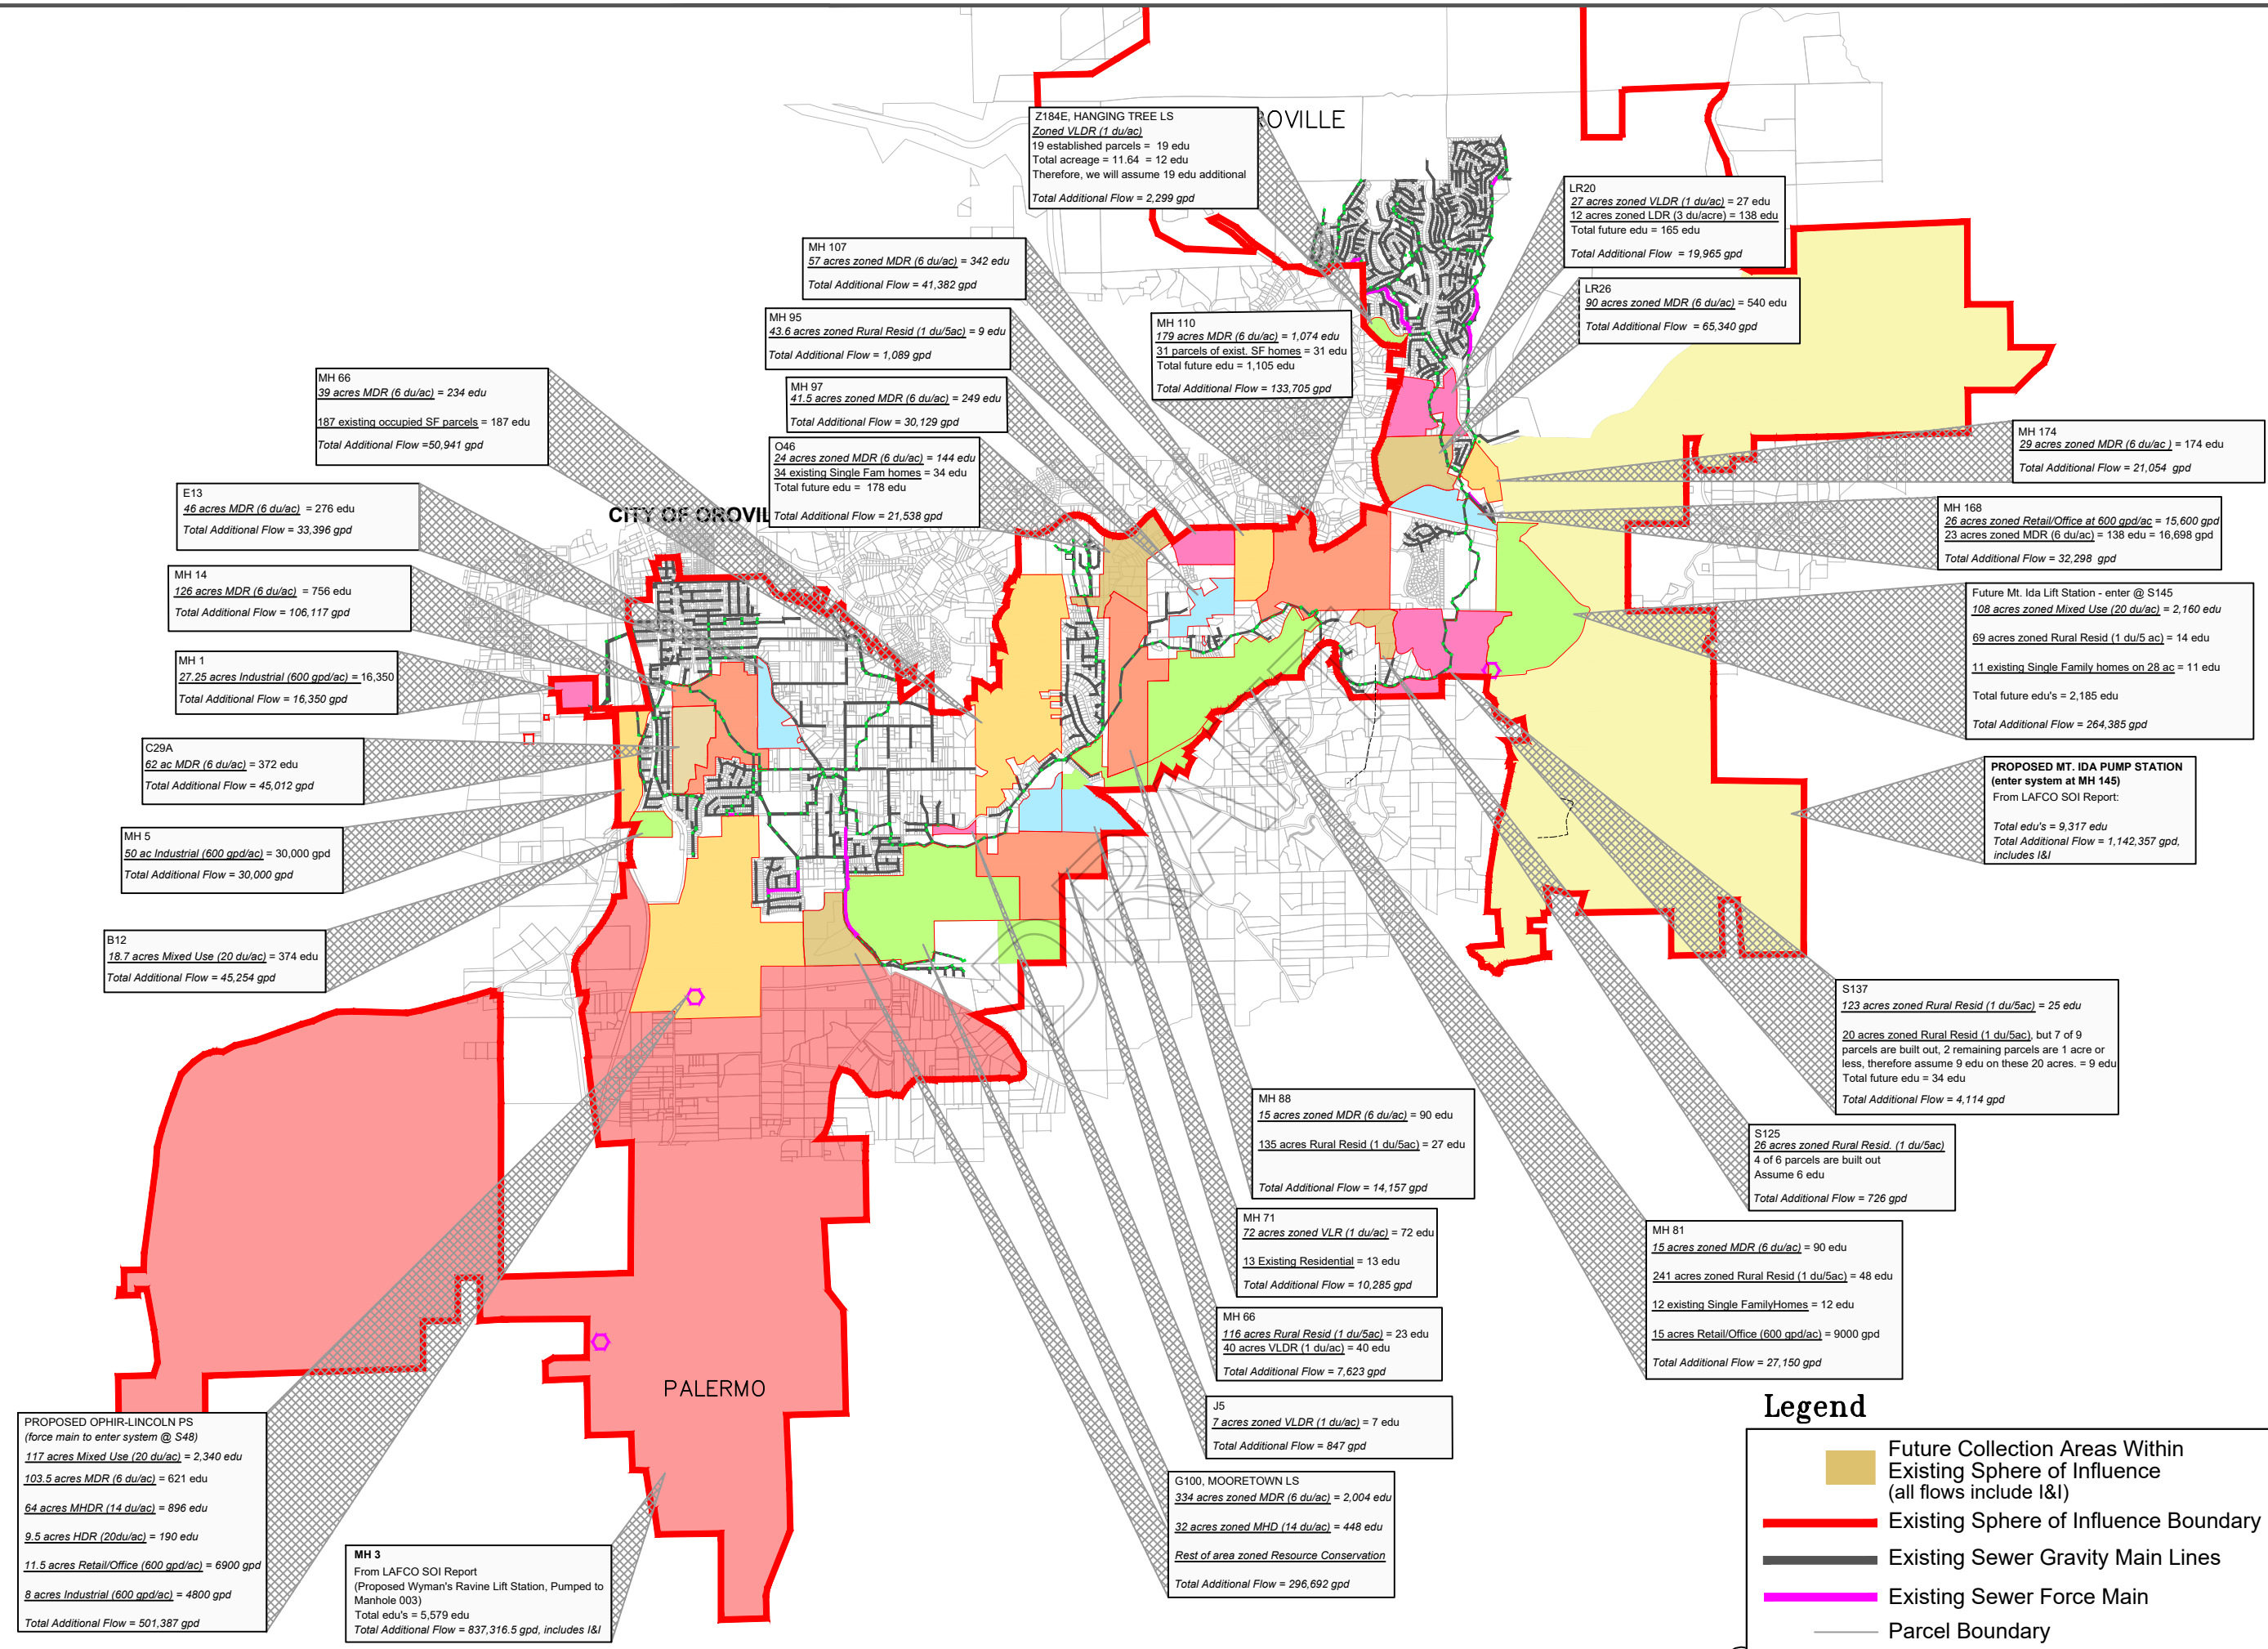 Z184E, HANGING TREE LS
Zoned VLDR (1 du/ac)
19 established parcels = 19 edu
Total acreage = 11.64 = 12 edu
Therefore, we will assume 19 edu additional
Total Additional Flow = 2,299 gpd
OVILLE
LR20
27 acres zoned VLDR (1 du/ac) = 27 edu
12 acres zoned LDR (3 du/acre) = 138 edu
Total future edu = 165 edu
Total Additional Flow = 19,965 gpd
MH 107
57 acres zoned MDR (6 du/ac) = 342 edu
Total Additional Flow = 41,382 gpd
LR26
90 acres zoned MDR (6 du/ac) = 540 edu
Total Additional Flow = 65,340 gpd
MH 95
43.6 acres zoned Rural Resid (1 du/5ac) = 9 edu
Total Additional Flow = 1,089 gpd
MH 110
179 acres MDR (6 du/ac) = 1,074 edu
31 parcels of exist. SF homes = 31 edu
Total future edu = 1,105 edu
Total Additional Flow = 133,705 gpd
MH 66
39 acres MDR (6 du/ac) = 234 edu
187 existing occupied SF parcels = 187 edu
Total Additional Flow =50,941 gpd
MH 97
41.5 acres zoned MDR (6 du/ac) = 249 edu
Total Additional Flow = 30,129 gpd
O46
24 acres zoned MDR (6 du/ac) = 144 edu
34 existing Single Fam homes = 34 edu
Total future edu = 178 edu
Total Additional Flow = 21,538 gpd
MH 174
29 acres zoned MDR (6 du/ac ) = 174 edu
Total Additional Flow = 21,054 gpd
E13
46 acres MDR (6 du/ac) = 276 edu
Total Additional Flow = 33,396 gpd
CITY OF OROVIL
MH 168
26 acres zoned Retail/Office at 600 gpd/ac = 15,600 gpd
23 acres zoned MDR (6 du/ac) = 138 edu = 16,698 gpd
Total Additional Flow = 32,298 gpd
MH 14
126 acres MDR (6 du/ac) = 756 edu
Total Additional Flow = 106,117 gpd
Future Mt. Ida Lift Station - enter @ S145
108 acres zoned Mixed Use (20 du/ac) = 2,160 edu
69 acres zoned Rural Resid (1 du/5 ac) = 14 edu
11 existing Single Family homes on 28 ac = 11 edu
Total future edu's = 2,185 edu
Total Additional Flow = 264,385 gpd
MH 1
27.25 acres Industrial (600 gpd/ac) = 16,350
Total Additional Flow = 16,350 gpd
C29A
62 ac MDR (6 du/ac) = 372 edu
Total Additional Flow = 45,012 gpd
PROPOSED MT. IDA PUMP STATION
(enter system at MH 145)
From LAFCO SOI Report:
Total edu's = 9,317 edu
Total Additional Flow = 1,142,357 gpd,
includes I&I
MH 5
50 ac Industrial (600 gpd/ac) = 30,000 gpd
Total Additional Flow = 30,000 gpd
B12
18.7 acres Mixed Use (20 du/ac) = 374 edu
Total Additional Flow = 45,254 gpd
DRAFT
S137
123 acres zoned Rural Resid (1 du/5ac) = 25 edu
20 acres zoned Rural Resid (1 du/5ac), but 7 of 9
parcels are built out, 2 remaining parcels are 1 acre or
less, therefore assume 9 edu on these 20 acres. = 9 edu
Total future edu = 34 edu
Total Additional Flow = 4,114 gpd
MH 88
15 acres zoned MDR (6 du/ac) = 90 edu
135 acres Rural Resid (1 du/5ac) = 27 edu
Total Additional Flow = 14,157 gpd
S125
26 acres zoned Rural Resid. (1 du/5ac)
4 of 6 parcels are built out
Assume 6 edu
Total Additional Flow = 726 gpd
MH 71
72 acres zoned VLR (1 du/ac) = 72 edu
13 Existing Residential = 13 edu
Total Additional Flow = 10,285 gpd
MH 81
15 acres zoned MDR (6 du/ac) = 90 edu
241 acres zoned Rural Resid (1 du/5ac) = 48 edu
12 existing Single FamilyHomes = 12 edu
15 acres Retail/Office (600 gpd/ac) = 9000 gpd
Total Additional Flow = 27,150 gpd
MH 66
116 acres Rural Resid (1 du/5ac) = 23 edu
40 acres VLDR (1 du/ac) = 40 edu
Total Additional Flow = 7,623 gpd
PALERMO
J5
7 acres zoned VLDR (1 du/ac) = 7 edu
Total Additional Flow = 847 gpd
PROPOSED OPHIR-LINCOLN PS
(force main to enter system @ S48)
117 acres Mixed Use (20 du/ac) = 2,340 edu
103.5 acres MDR (6 du/ac) = 621 edu
64 acres MHDR (14 du/ac) = 896 edu
9.5 acres HDR (20du/ac) = 190 edu
11.5 acres Retail/Office (600 gpd/ac) = 6900 gpd
8 acres Industrial (600 gpd/ac) = 4800 gpd
Total Additional Flow = 501,387 gpd
G100, MOORETOWN LS
334 acres zoned MDR (6 du/ac) = 2,004 edu
32 acres zoned MHD (14 du/ac) = 448 edu
Rest of area zoned Resource Conservation
Total Additional Flow = 296,692 gpd
MH 3
From LAFCO SOI Report
(Proposed Wyman's Ravine Lift Station, Pumped to
Manhole 003)
Total edu's = 5,579 edu
Total Additional Flow = 837,316.5 gpd, includes I&I
Legend
Future Collection Areas Within
Existing Sphere of Influence
(all flows include I&I)
Existing Sphere of Influence Boundary
Existing Sewer Gravity Main Lines
Existing Sewer Force Main
Parcel Boundary